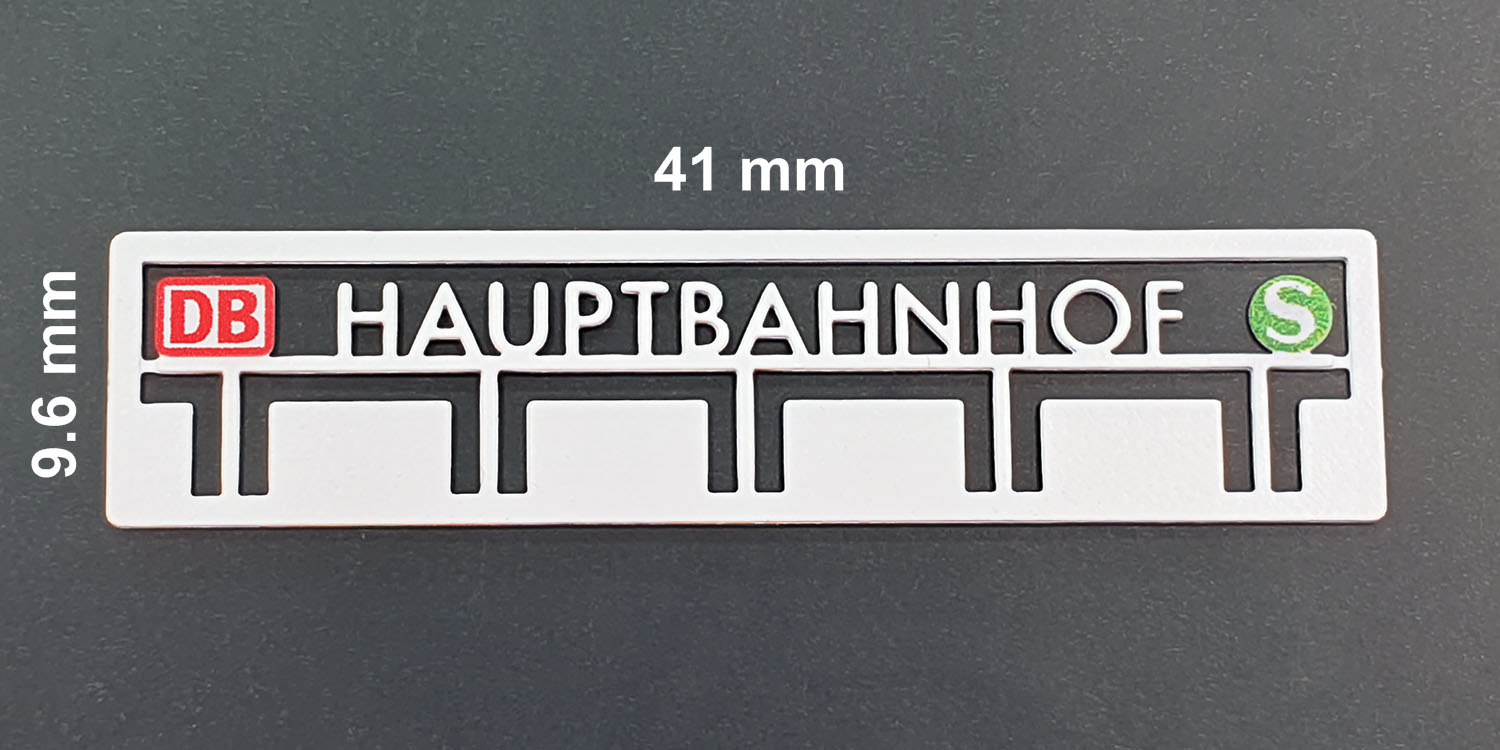 41 mm
9.6 mm
DB HAUPTBAHNHOF S